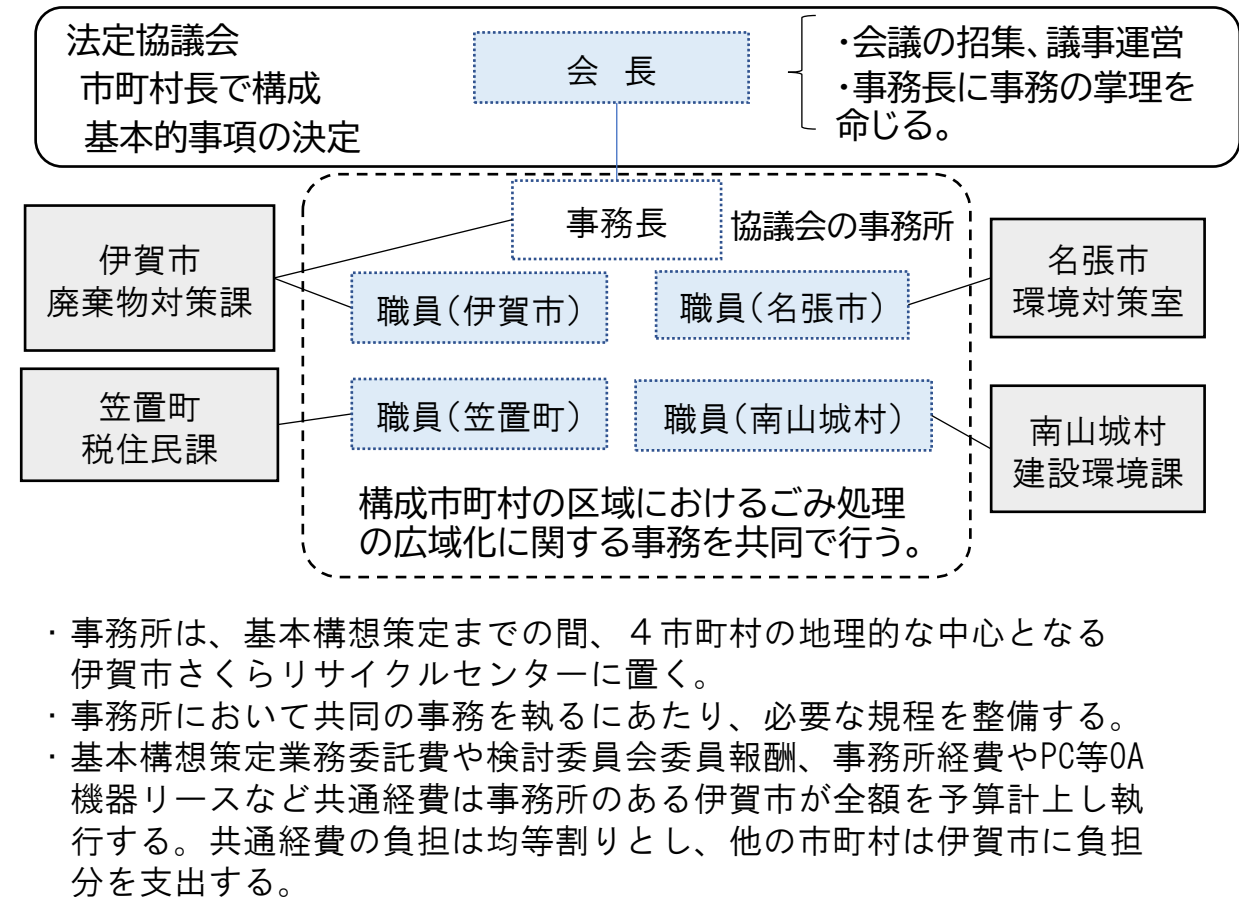 法定協議会
市町村長で構成
基本的事項の決定
会 長
・会議の招集、議事運営
・事務長に事務の掌理を
命じる。
事務長
協議会の事務所
伊賀市
廃棄物対策課
名張市
環境対策室
職員(伊賀市)
職員(名張市)
笠置町
税住民課
職員(笠置町)
職員(南山城村)
南山城村
建設環境課
構成市町村の区域におけるごみ処理
の広域化に関する事務を共同で行う。
・事務所は、基本構想策定までの間、4市町村の地理的な中心となる
伊賀市さくらリサイクルセンターに置く。
・事務所において共同の事務を執るにあたり、必要な規程を整備する。
・基本構想策定業務委託費や検討委員会委員報酬、事務所経費やPC等OA
機器リースなど共通経費は事務所のある伊賀市が全額を予算計上し執
行する。共通経費の負担は均等割りとし、他の市町村は伊賀市に負担
分を支出する。